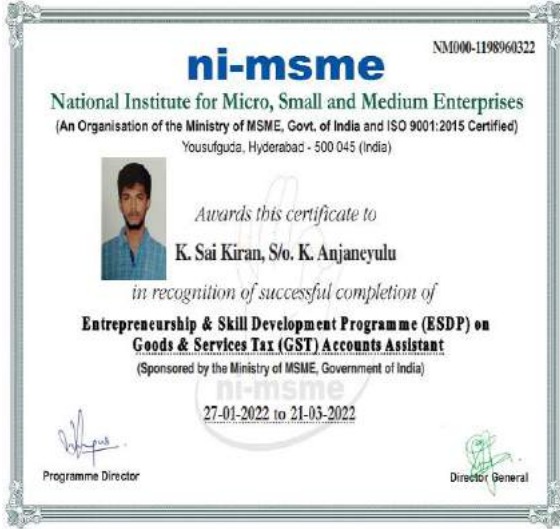 NM000-1198960322
ni-msme
National Institute for Micro, Small and Medium Enterprises
(An Organisation of the Ministry of MSME, Govt. of India and ISO 9001:2015 Certified)
Yousufguda, Hyderabad - 500 045 (India)
Awards this certificate to
K. Sai Kiran, S/o. K. Anjaneyulu
in recognition of successful completion of
Entrepreneurship & Skill Development Programme (ESDP) on
Goods & Services Tax (GST) Accounts Assistant
(Sponsored by the Ministry of MSME, Government of India)
ni-msme
27-01-2022 to 21-03-2022
Programme Director
Director General